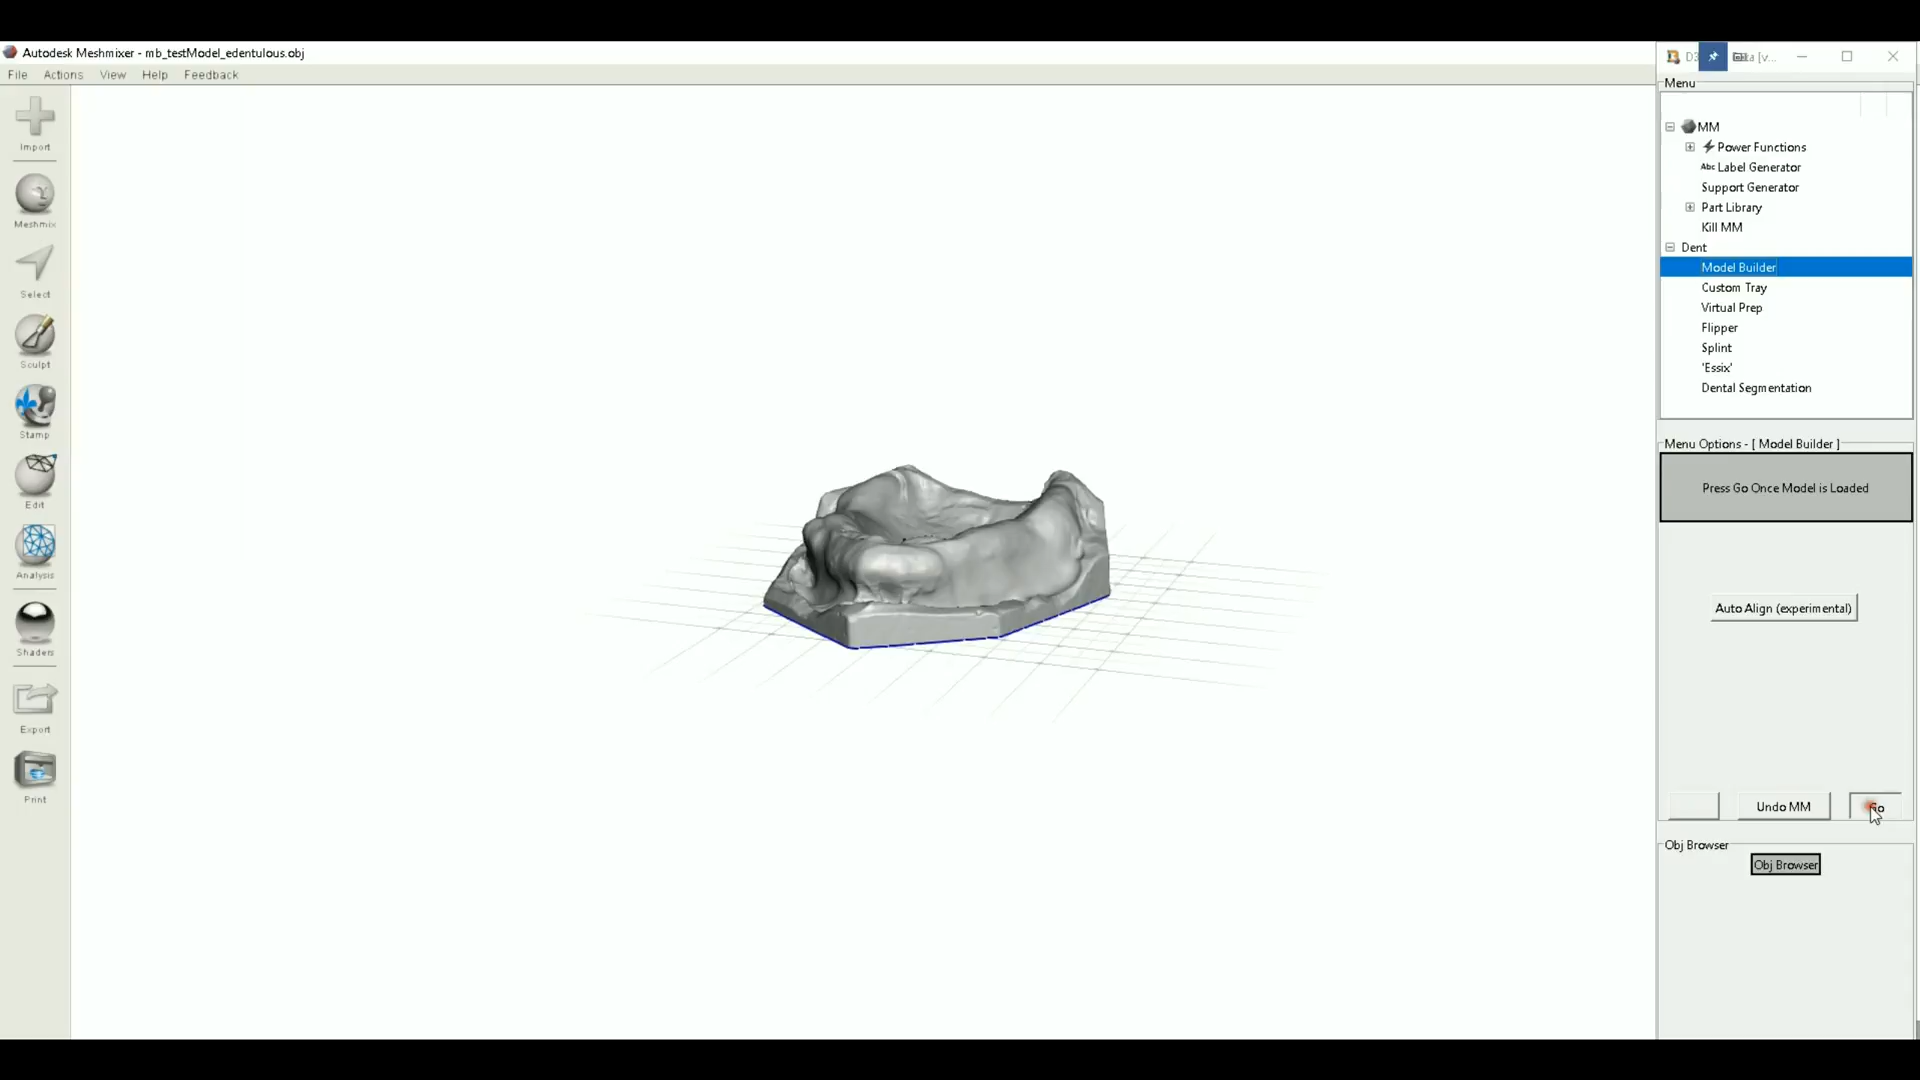 Autodesk Meshmixer - mb_testModel_edentulous.obj
File Actions View Help Feedback
Import
Meshmix
Select
Sculpt
Stamp
Edit
Analysis
Shaders
Export
Print
Menu
MM
Power Functions
Abc Label Generator
Support Generator
Part Library
Kill MM
Dent
Model Builder
Custom Tray
Virtual Prep
Flipper
Splint
'Essix'
Dental Segmentation
Menu Options - [ Model Builder ]
Press Go Once Model is Loaded
Auto Align (experimental)
Undo MM
Obj Browser
Obj Browser